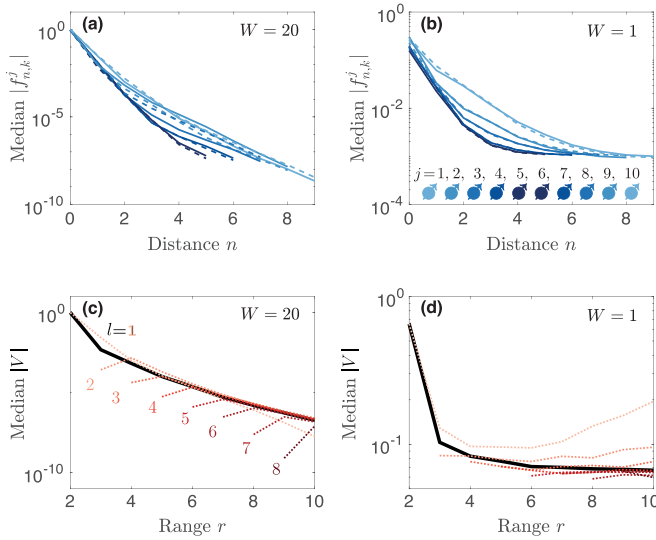 (a)
W = 20
Median |f^j_{n,k}|
10^0
10^-5
10^-10
0 2 4 6 8
Distance n
(b)
W = 1
Median |f^j_{n,k}|
10^0
10^-2
10^-4
j=1, 2, 3, 4, 5, 6, 7, 8, 9, 10
0 2 4 6 8
Distance n
(c)
W = 20
Median |V|
10^0
10^-10
l=1
2
3
4
5
6
7
8
2 4 6 8 10
Range r
(d)
W = 1
Median |V|
10^0
10^-1
2 4 6 8 10
Range r